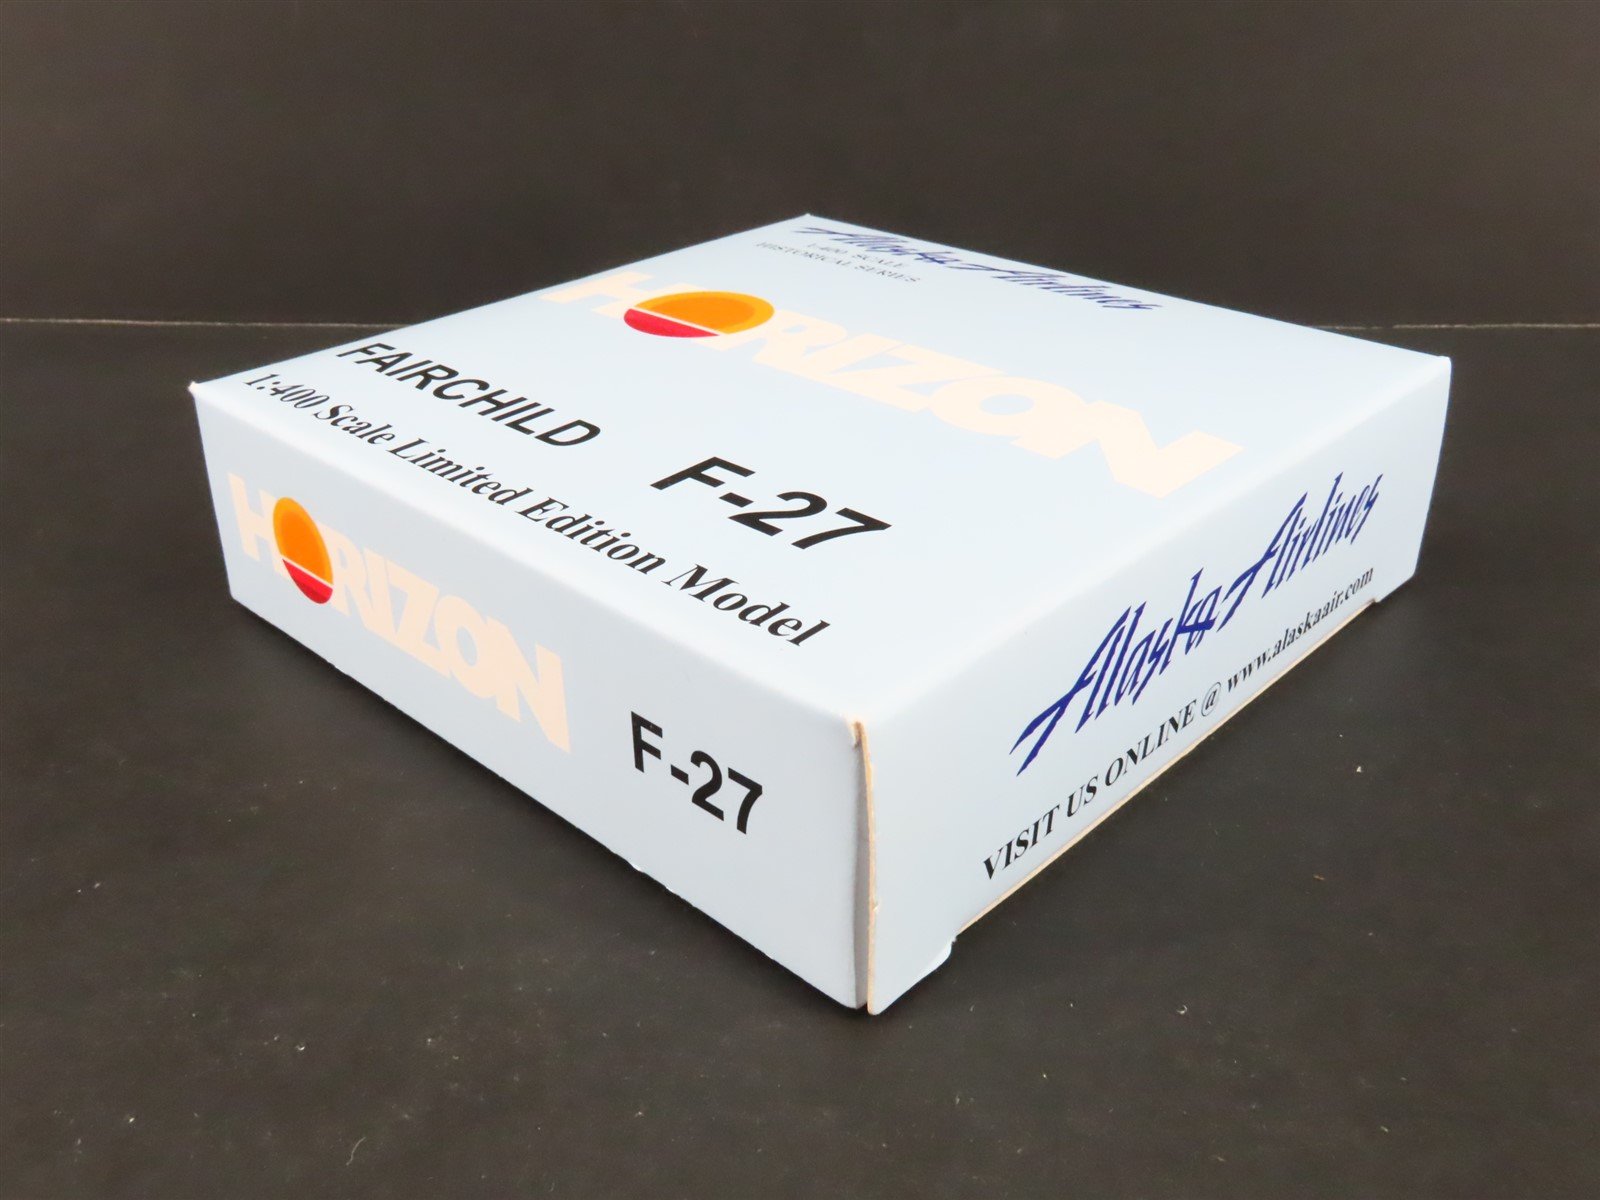 Alaska Airlines
1:400 SCALE
HISTORICAL SERIES
HORIZON
FAIRCHILD F-27
1:400 Scale Limited Edition Model
HORIZON F-27
Alaska Airlines
VISIT US ONLINE @ www.alaskaair.com